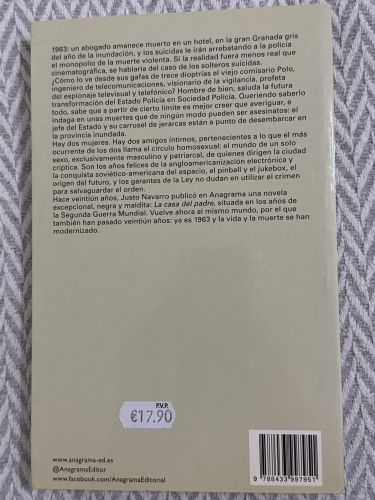 1963: un abogado amanece muerto en un hotel, en la gran Granada gris
del año de la inundación, y los suicidas le irán arrebatando a la policía
el monopolio de la muerte violenta. Si la realidad fuera menos real que
cinematográfica, se hablaría del caso de los solteros suicidas.
¿Cómo lo ve desde sus gafas de trece dioptrías el viejo comisario Polo,
ingeniero de telecomunicaciones, visionario de la vigilancia, profeta
del espionaje televisual y telefónico? Hombre de bien, saluda la futura
transformación del Estado Policía en Sociedad Policía. Queriendo saberlo
todo, sabe que a partir de cierto límite es mejor creer que averiguar, e
indaga en unas muertes que de ningún modo pueden ser asesinatos: el
jefe del Estado y su carrusel de jerarcas están a punto de desembarcar en
la provincia inundada.
Hay dos mujeres. Hay dos amigos íntimos, pertenecientes a lo que el más
ocurrente de los dos llama el círculo homosexual: el mundo de un solo
sexo, exclusivamente masculino y patriarcal, de quienes dirigen la ciudad
críptica. Son los años felices de la angloamericanización electrónica y
la conquista soviético-americana del espacio, el pinball y el jukebox, el
origen del futuro, y los garantes de la Ley no dudan en utilizar el crimen
para salvaguardar el orden.
Hace veintiún años, Justo Navarro publicó en Anagrama una novela
excepcional, negra y maldita: La casa del padre, situada en los años de
la Segunda Guerra Mundial. Vuelve ahora al mismo mundo, por el que
también han pasado veintiún años: ya es 1963 y la vida y la muerte se han
modernizado.
P.V.P.
€17.90
www.anagrama-ed.es
@AnagramaEditor
www.facebook.com/AnagramaEditorial
9 788433 997951